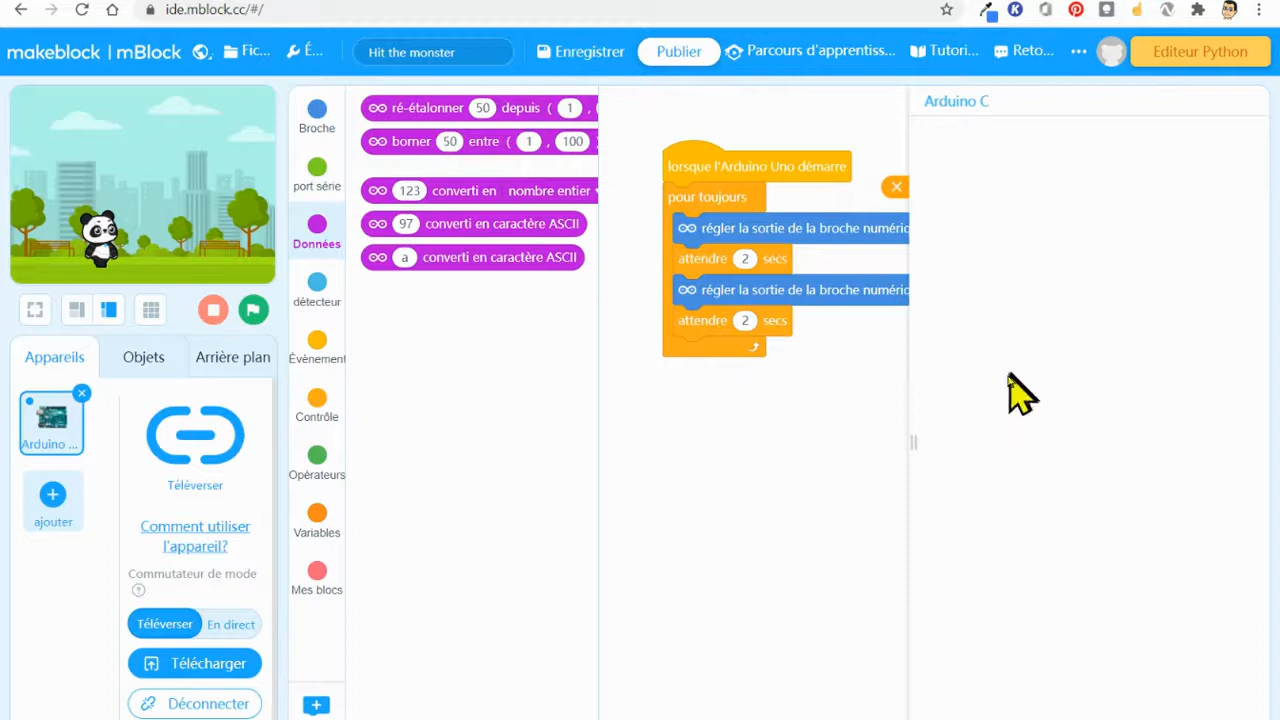 ide.mblock.cc/#/
makeblock | mBlock
Fic...
É...
Hit the monster
Enregistrer
Publier
Parcours d'apprentiss...
Tutori...
Reto...
Editeur Python
Broche
port série
Données
détecteur
Évènement
Contrôle
Opérateurs
Variables
Mes blocs
ré-étalonner 50 depuis ( 1 , (
borner 50 entre ( 1 , 100
123 converti en nombre entier
97 converti en caractère ASCII
a converti en caractère ASCII
lorsque l'Arduino Uno démarre
pour toujours
régler la sortie de la broche numéric
attendre 2 secs
régler la sortie de la broche numéric
attendre 2 secs
Arduino C
Appareils
Objets
Arrière plan
Arduino ...
ajouter
Téléverser
Comment utiliser
l'appareil?
Commutateur de mode
?
Téléverser
En direct
Télécharger
Déconnecter